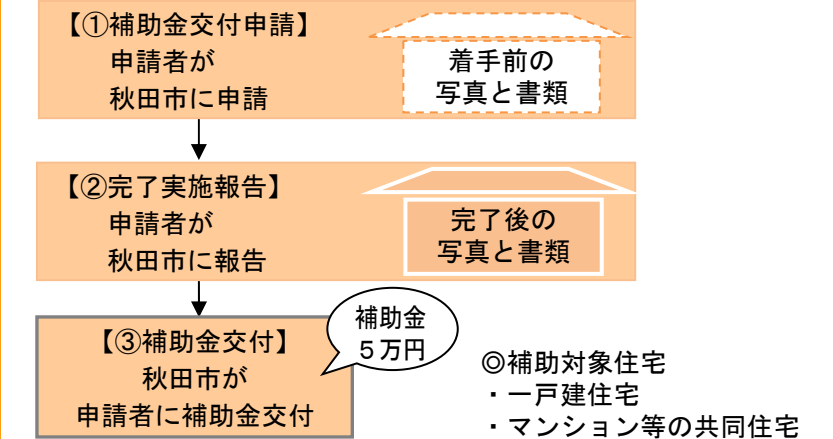 【①補助金交付申請】
申請者が
秋田市に申請
着手前の
写真と書類
【②完了実施報告】
申請者が
秋田市に報告
完了後の
写真と書類
【③補助金交付】
秋田市が
申請者に補助金交付
補助金
５万円
◎補助対象住宅
・一戸建住宅
・マンション等の共同住宅